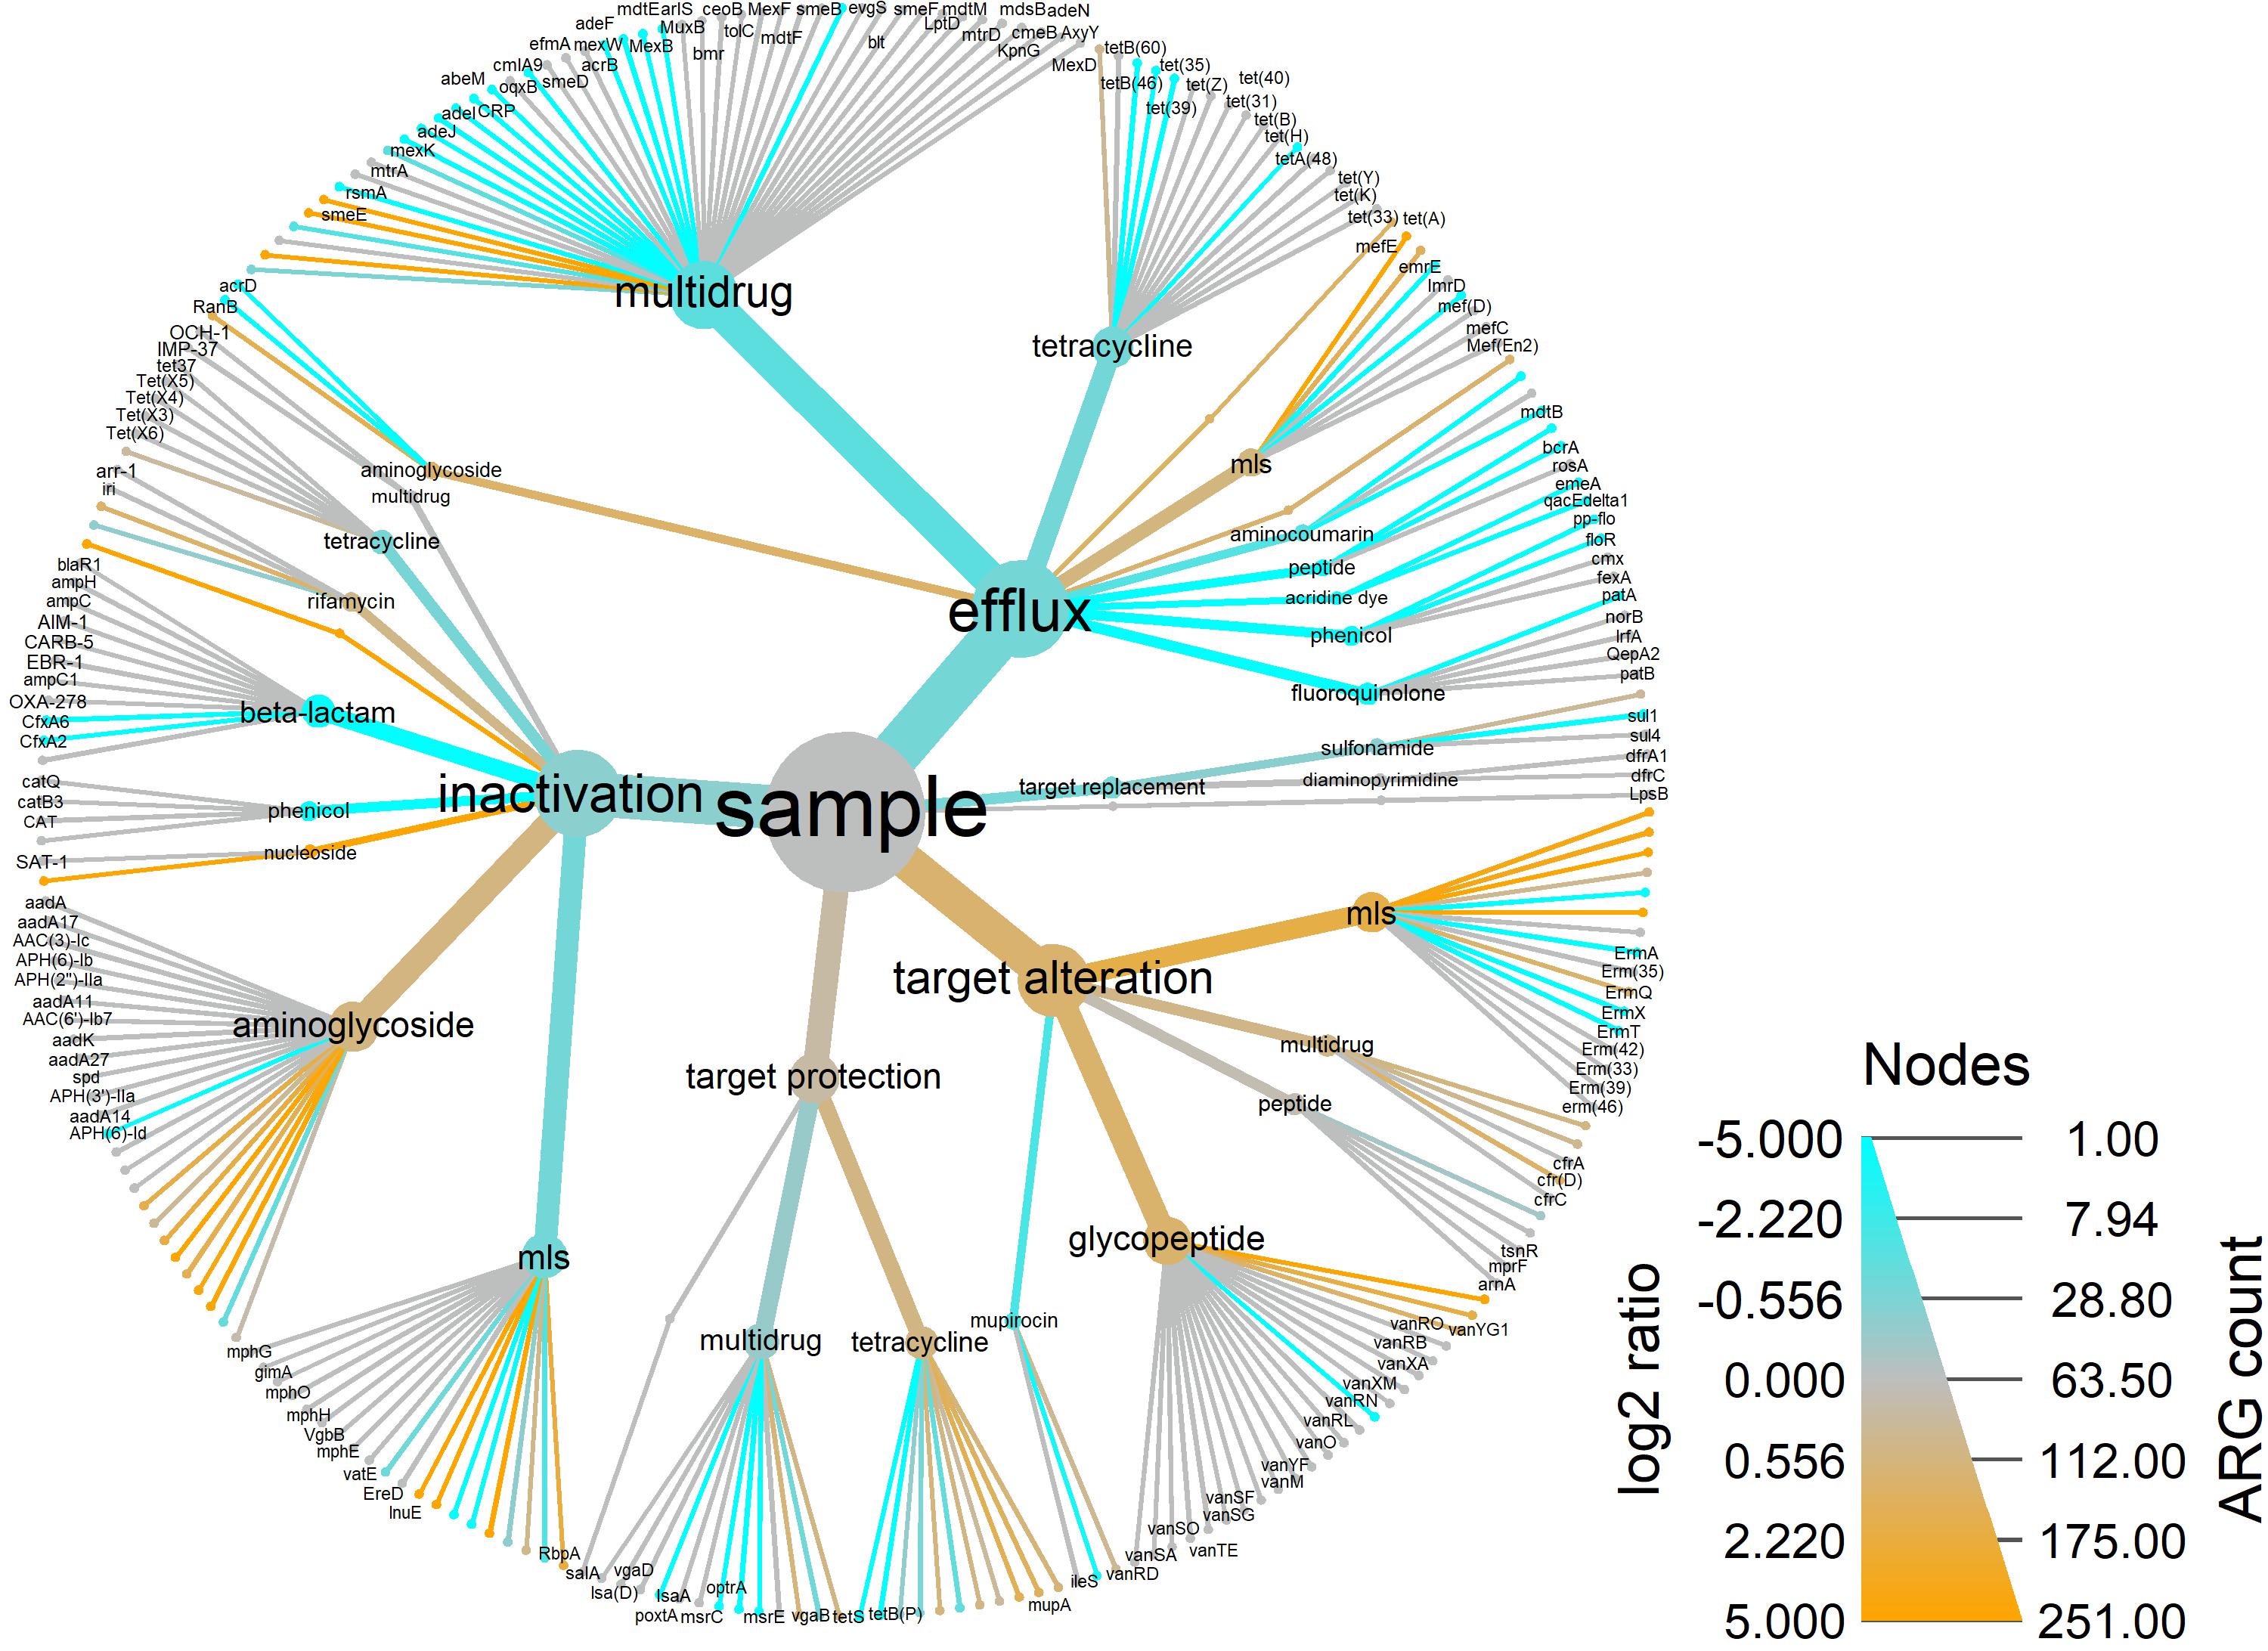 mdtEarlS
ceoB
MexF
smeB
evgS
smeF
mdtM
mdsB
adeN
adeF
MuxB
tolC
LptD
efmA
mexW
MexB
bmr
mdtF
blt
mtrD
cmeB
AxyY
cmlA9
acrB
KpnG
abeM
oqxB
smeD
MexD
adeI
CRP
adeJ
mexK
mtrA
rsmA
smeE
multidrug
tetB(60)
tet(35)
tetB(46)
tet(Z)
tet(40)
tet(39)
tet(31)
tet(B)
tet(H)
tetA(48)
tet(Y)
tet(K)
tet(33)
tet(A)
tetracycline
mefE
emrE
lmrD
mef(D)
mefC
Mef(En2)
mls
mdtB
bcrA
rosA
emeA
qacEdelta1
pp-flo
floR
cmx
fexA
patA
norB
lrfA
QepA2
patB
aminocoumarin
peptide
acridine dye
phenicol
fluoroquinolone
efflux
acrD
RanB
OCH-1
IMP-37
tet37
Tet(X5)
Tet(X4)
Tet(X3)
Tet(X6)
arr-1
iri
aminoglycoside
multidrug
tetracycline
rifamycin
blaR1
ampH
ampC
AIM-1
CARB-5
EBR-1
ampC1
OXA-278
CfxA6
CfxA2
beta-lactam
catQ
catB3
CAT
phenicol
SAT-1
nucleoside
inactivation
sample
sul1
sul4
dfrA1
dfrC
LpsB
sulfonamide
target replacement
diaminopyrimidine
aadA
aadA17
AAC(3)-Ic
APH(6)-Ib
APH(2")-IIa
aadA11
AAC(6')-Ib7
aadK
aadA27
spd
APH(3')-IIa
aadA14
APH(6)-Id
aminoglycoside
target alteration
mls
ErmA
Erm(35)
ErmQ
ErmX
ErmT
Erm(42)
Erm(33)
Erm(39)
erm(46)
multidrug
peptide
cfrA
cfr(D)
cfrC
tsnR
mprF
arnA
target protection
glycopeptide
vanRO
vanYG1
vanRB
vanXA
vanXM
vanRN
vanRL
vanO
vanYF
vanM
vanSF
vanSG
vanSO
vanTE
vanSA
vanRD
mls
mphG
gimA
mphO
mphH
VgbB
mphE
vatE
EreD
lnuE
RbpA
multidrug
tetracycline
mupirocin
salA
vgaD
lsa(D)
lsaA
optrA
poxtA
msrC
msrE
vgaB
tetS
tetB(P)
mupA
ileS
Nodes
-5.000
1.00
-2.220
7.94
-0.556
28.80
0.000
63.50
0.556
112.00
2.220
175.00
5.000
251.00
log2 ratio
ARG count